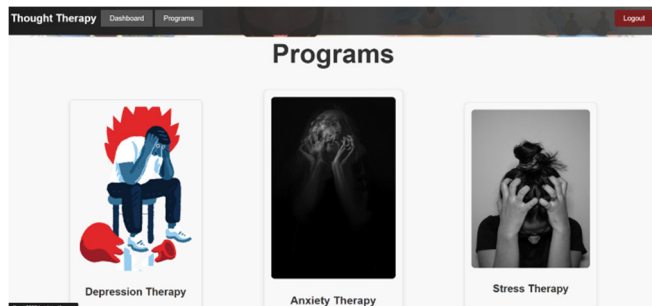 Thought Therapy Dashboard Programs Logout
Programs
Depression Therapy
Anxiety Therapy
Stress Therapy